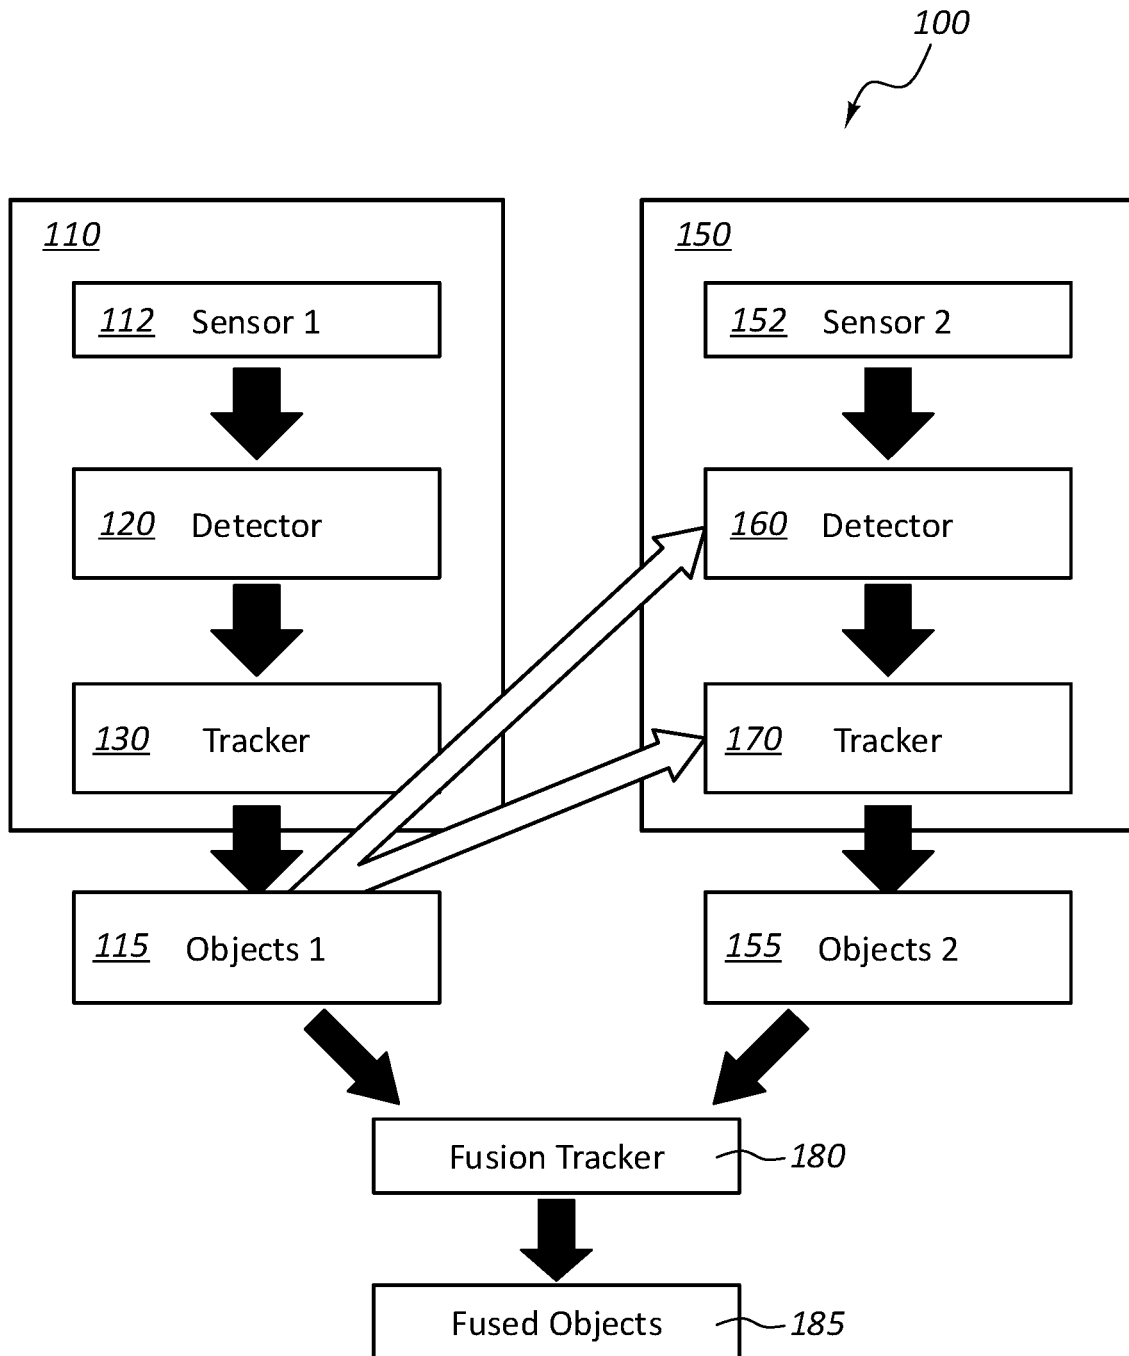 100
110
150
112 Sensor 1
152 Sensor 2
120 Detector
160 Detector
130 Tracker
170 Tracker
115 Objects 1
155 Objects 2
Fusion Tracker 180
Fused Objects 185